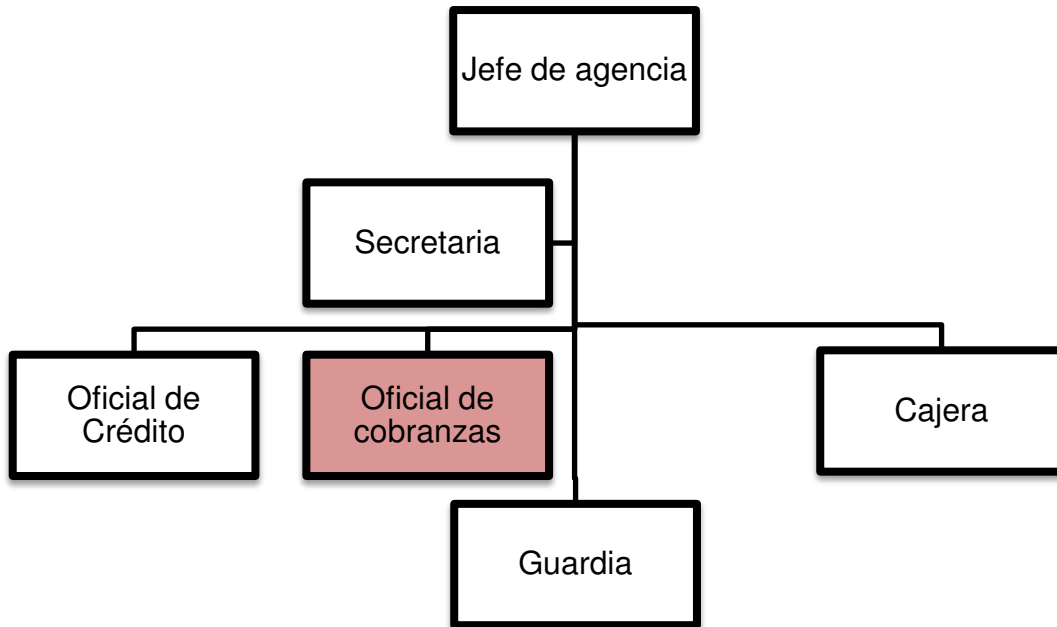 Jefe de agencia
Secretaria
Oficial de
Crédito
Oficial de
cobranzas
Cajera
Guardia